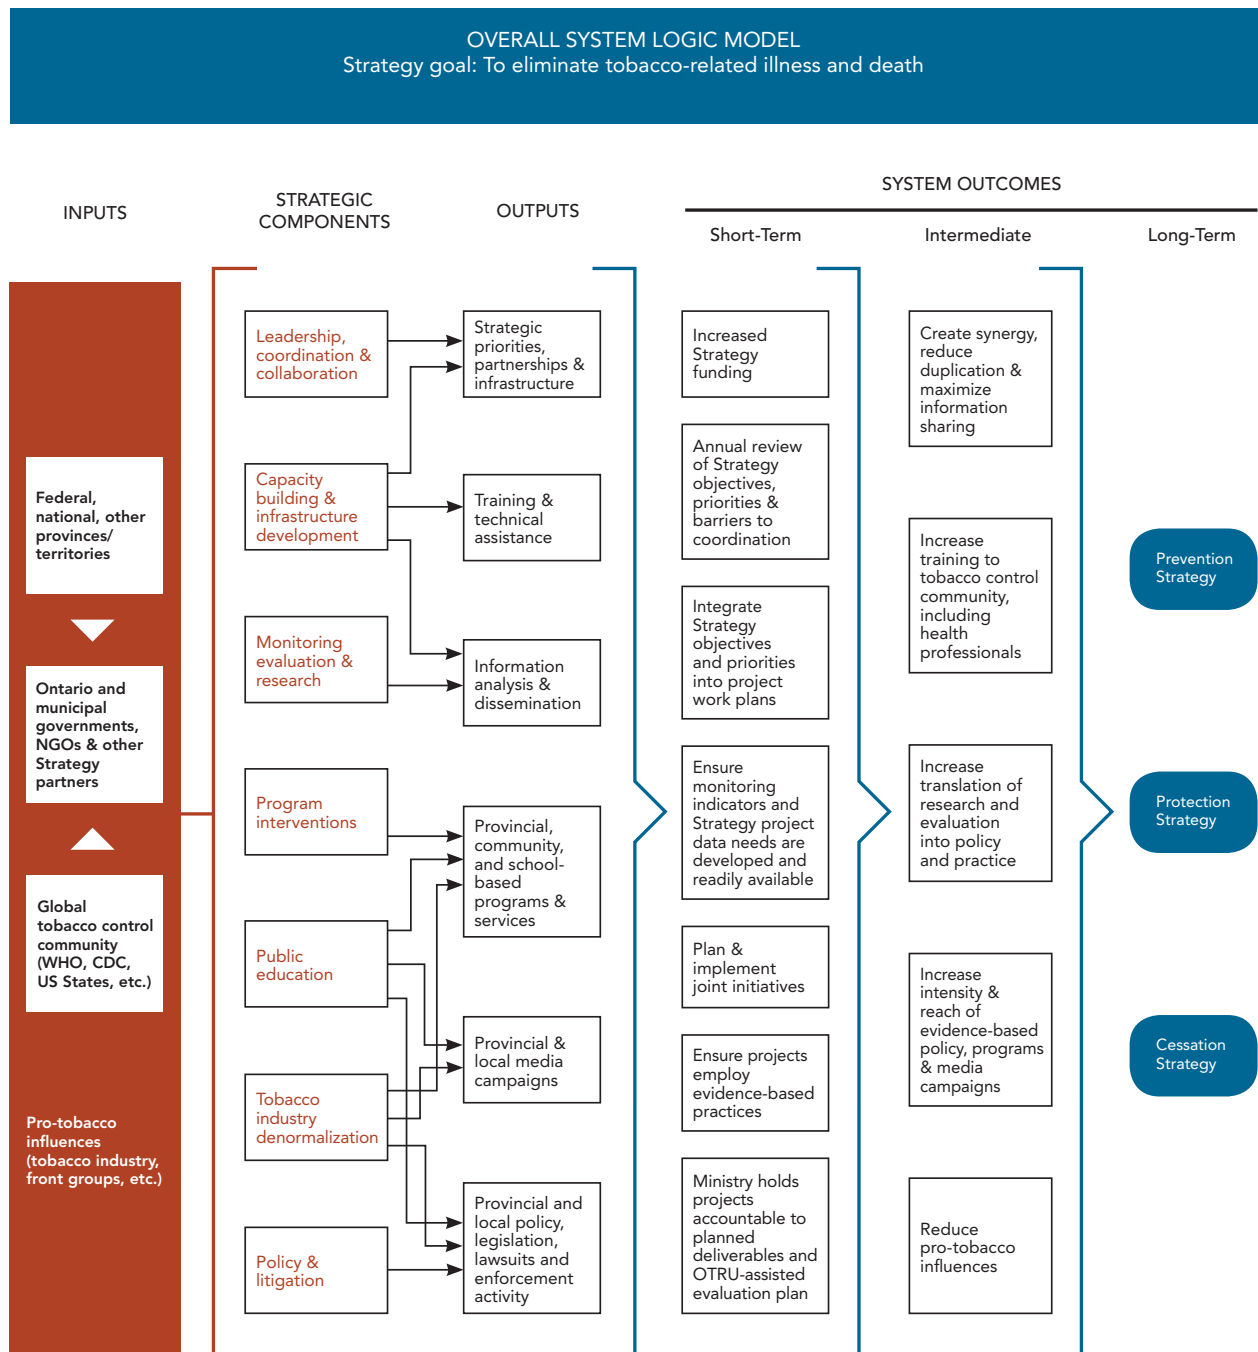 OVERALL SYSTEM LOGIC MODEL
Strategy goal: To eliminate tobacco-related illness and death
INPUTS
STRATEGIC
COMPONENTS
OUTPUTS
SYSTEM OUTCOMES
Short-Term
Intermediate
Long-Term
Federal,
national, other
provinces/
territories
Ontario and
municipal
governments,
NGOs & other
Strategy
partners
Global
tobacco control
community
(WHO, CDC,
US States, etc.)
Pro-tobacco
influences
(tobacco industry,
front groups, etc.)
Leadership,
coordination &
collaboration
Capacity
building &
infrastructure
development
Monitoring
evaluation &
research
Program
interventions
Public
education
Tobacco
industry
denormalization
Policy &
litigation
Strategic
priorities,
partnerships &
infrastructure
Training &
technical
assistance
Information
analysis &
dissemination
Provincial,
community,
and school-
based
programs &
services
Provincial &
local media
campaigns
Provincial and
local policy,
legislation,
lawsuits and
enforcement
activity
Increased
Strategy
funding
Annual review
of Strategy
objectives,
priorities &
barriers to
coordination
Integrate
Strategy
objectives
and priorities
into project
work plans
Ensure
monitoring
indicators and
Strategy project
data needs are
developed and
readily available
Plan &
implement
joint initiatives
Ensure projects
employ
evidence-based
practices
Ministry holds
projects
accountable to
planned
deliverables and
OTRU-assisted
evaluation plan
Create synergy,
reduce
duplication &
maximize
information
sharing
Increase
training to
tobacco control
community,
including
health
professionals
Increase
translation of
research and
evaluation
into policy
and practice
Increase
intensity &
reach of
evidence-based
policy, programs
& media
campaigns
Reduce
pro-tobacco
influences
Prevention
Strategy
Protection
Strategy
Cessation
Strategy